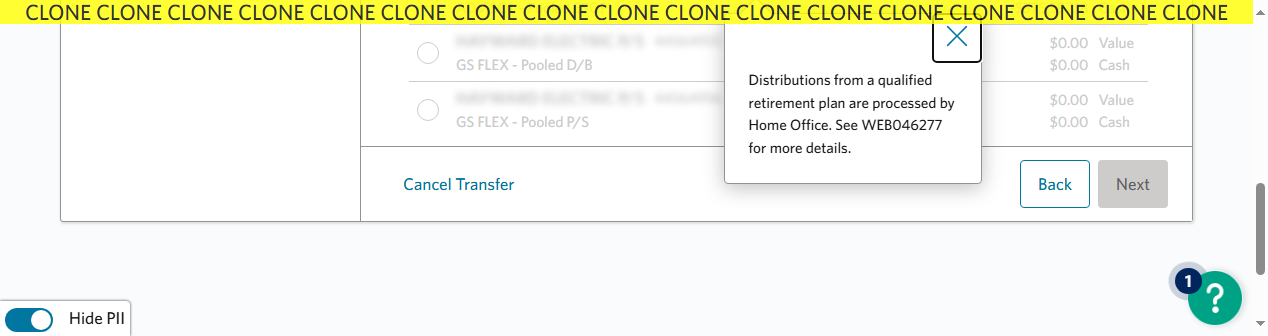 CLONE CLONE CLONE CLONE CLONE CLONE CLONE CLONE CLONE CLONE CLONE CLONE CLONE CLONE CLONE CLONE CLONE
$0.00 Value
GS FLEX - Pooled D/B
$0.00 Cash
$0.00 Value
GS FLEX - Pooled P/S
$0.00 Cash
Distributions from a qualified
retirement plan are processed by
Home Office. See WEB046277
for more details.
Cancel Transfer
Back
Next
1
?
Hide PII